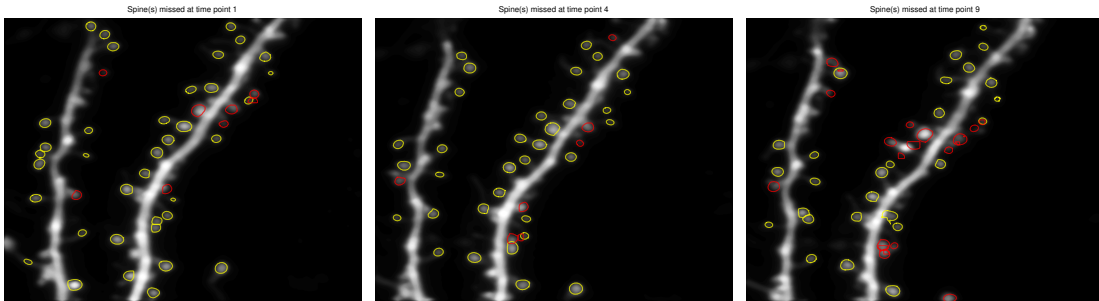 Spine(s) missed at time point 1
Spine(s) missed at time point 4
Spine(s) missed at time point 9